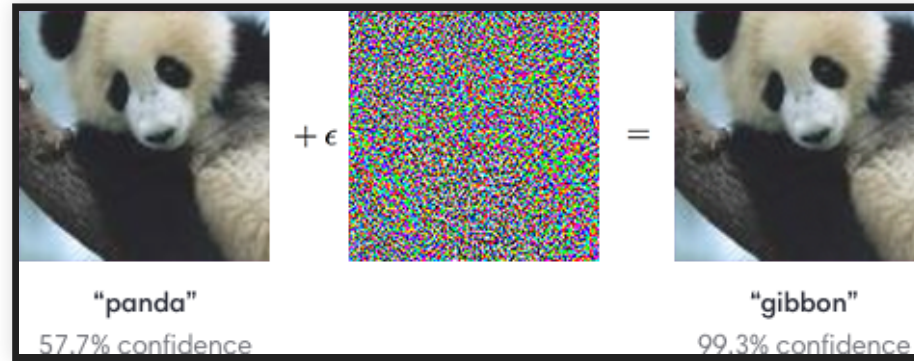 + ϵ =
“panda” “gibbon”
57.7% confidence 99.3% confidence